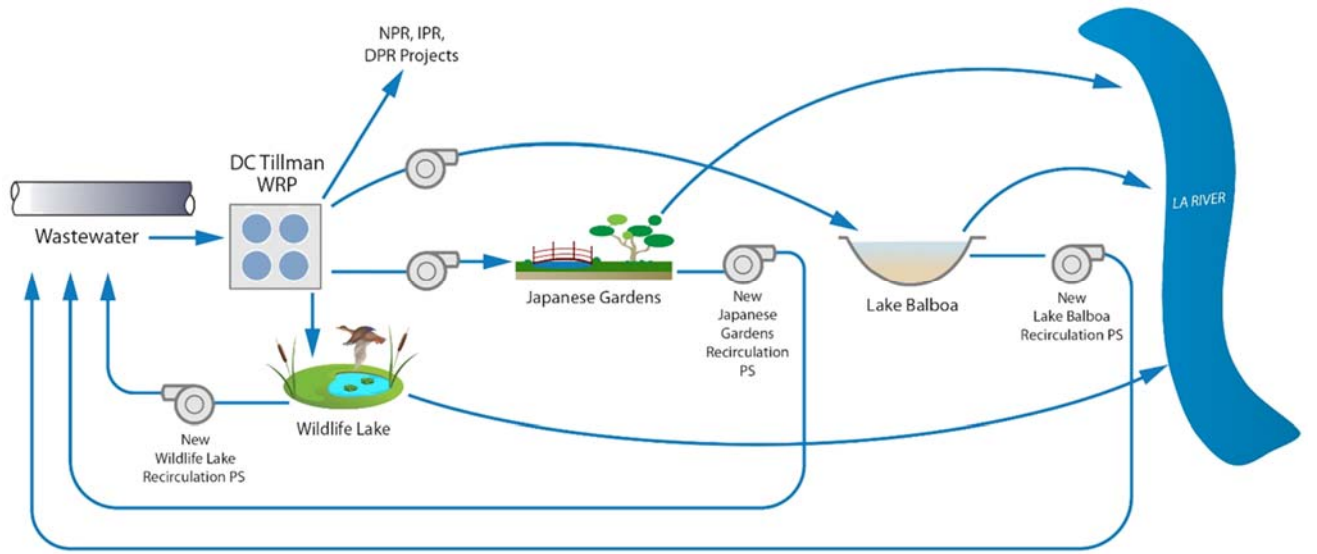 NPR, IPR,
DPR Projects
DC Tillman
WRP
Wastewater
LA RIVER
Japanese Gardens
New
Japanese
Gardens
Recirculation
PS
Lake Balboa
New
Lake Balboa
Recirculation PS
Wildlife Lake
New
Wildlife Lake
Recirculation PS